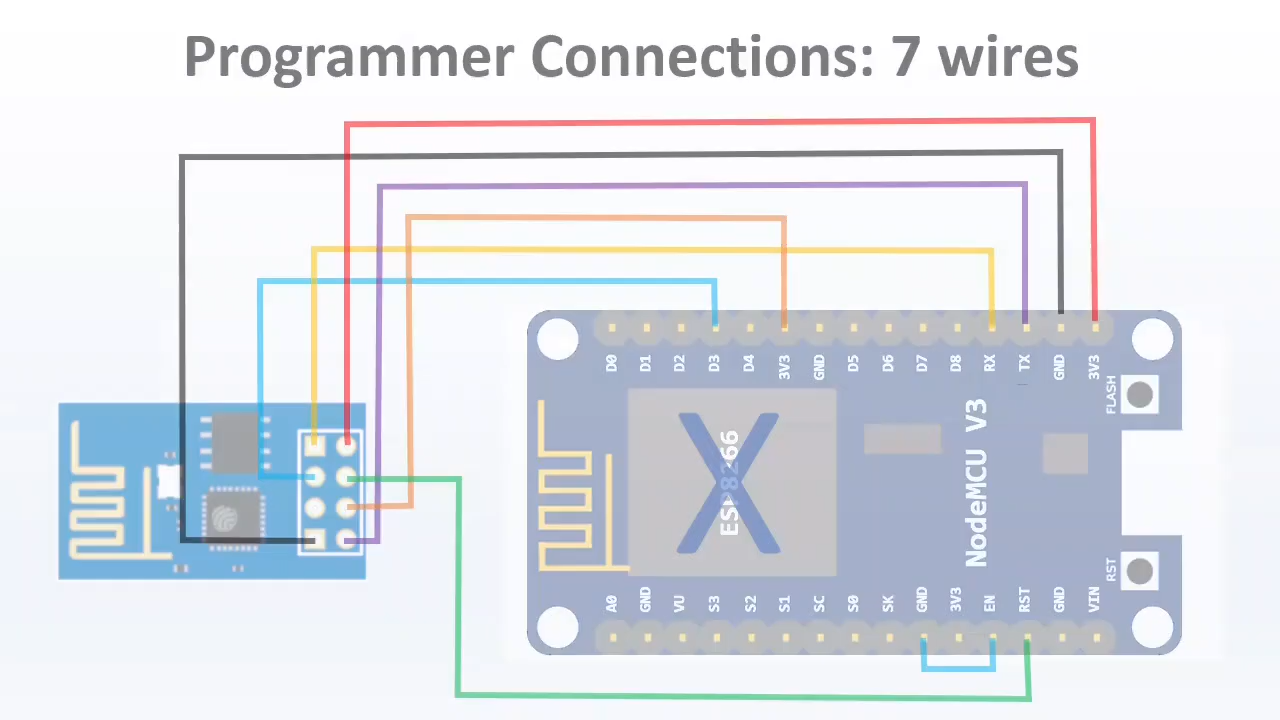 Programmer Connections: 7 wires
D0 D1 D2 D3 D4 3V3 GND D5 D6 D7 D8 RX TX GND 3V3
FLASH
ESP8266
NodeMCU V3
RST
A0 GND VU S3 S2 S1 SC S0 SK GND 3V3 EN RST GND VIN